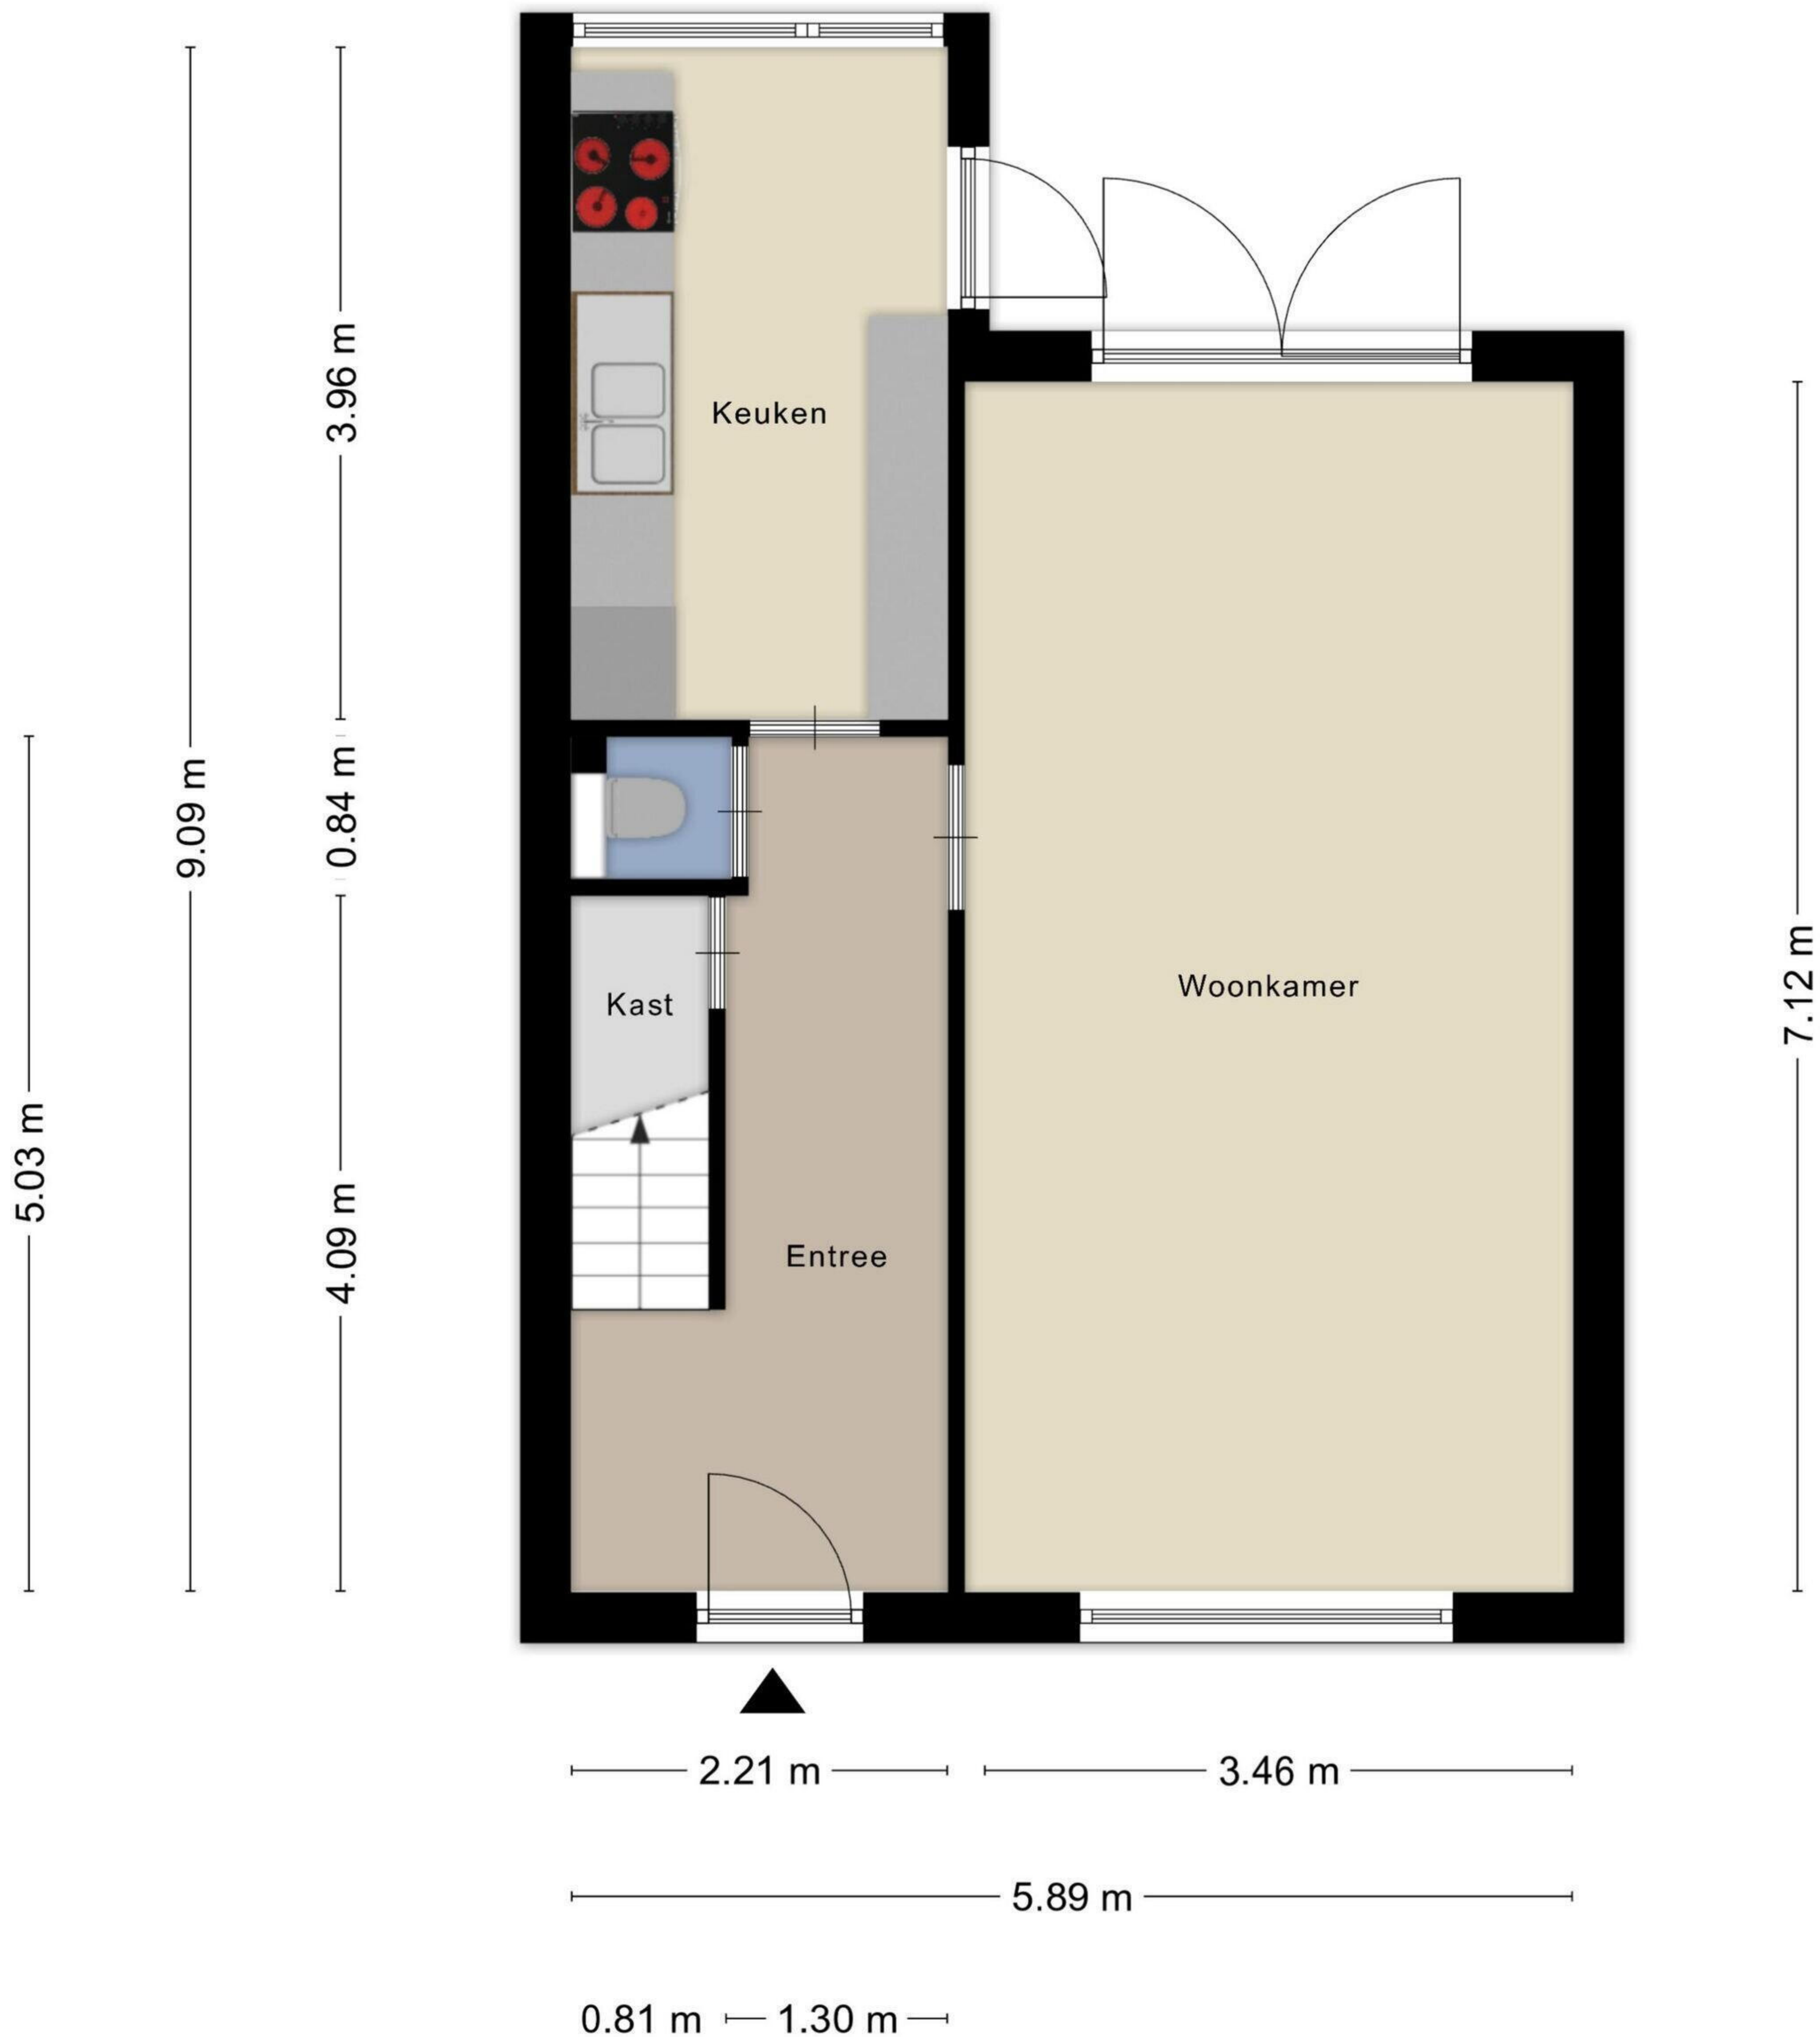 3.96 m
Keuken
0.84 m
9.09 m
7.12 m
Woonkamer
Kast
5.03 m
4.09 m
Entree
2.21 m
3.46 m
5.89 m
0.81 m
1.30 m